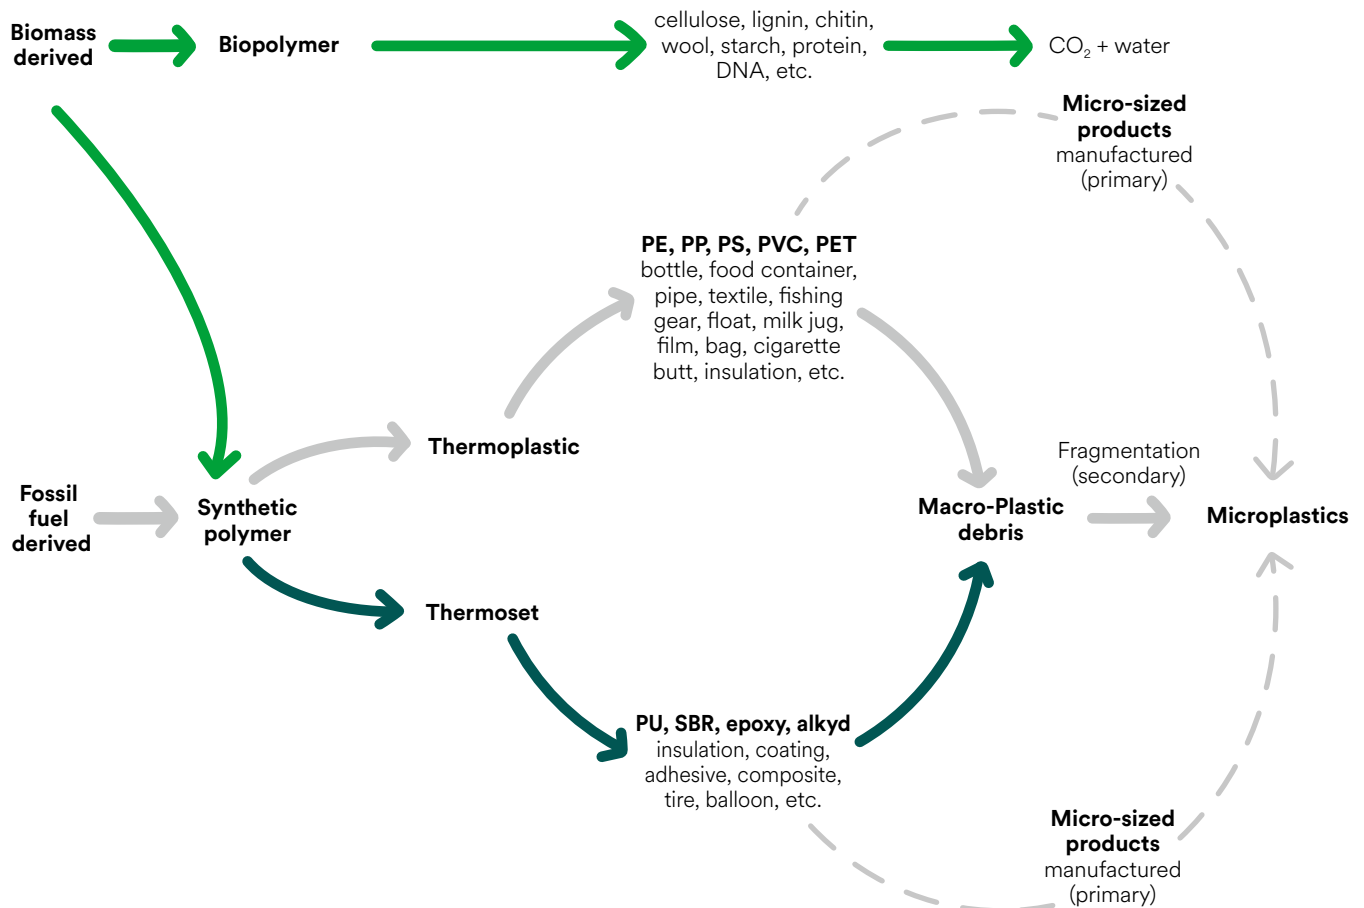 Biomass
derived
Biopolymer
cellulose, lignin, chitin,
wool, starch, protein,
DNA, etc.
CO₂ + water
Micro-sized
products
manufactured
(primary)
PE, PP, PS, PVC, PET
bottle, food container,
pipe, textile, fishing
gear, float, milk jug,
film, bag, cigarette
butt, insulation, etc.
Thermoplastic
Fossil
fuel
derived
Synthetic
polymer
Macro-Plastic
debris
Fragmentation
(secondary)
Microplastics
Thermoset
PU, SBR, epoxy, alkyd
insulation, coating,
adhesive, composite,
tire, balloon, etc.
Micro-sized
products
manufactured
(primary)